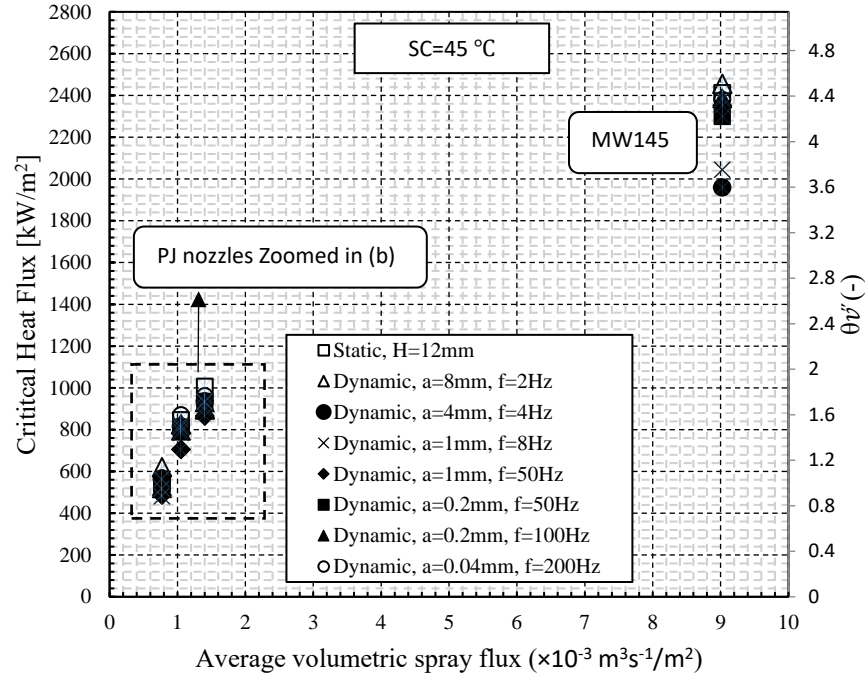 SC=45 ℃
MW145
PJ nozzles Zoomed in (b)
Static, H=12mm
Dynamic, a=8mm, f=2Hz
Dynamic, a=4mm, f=4Hz
Dynamic, a=1mm, f=8Hz
Dynamic, a=1mm, f=50Hz
Dynamic, a=0.2mm, f=50Hz
Dynamic, a=0.2mm, f=100Hz
Dynamic, a=0.04mm, f=200Hz
Critical Heat Flux [kW/m²]
2800
2600
2400
2200
2000
1800
1600
1400
1200
1000
800
600
400
200
0
4.8
4.4
4
3.6
3.2
2.8
2.4
2
1.6
1.2
0.8
0.4
0
θv̋ (-)
0 1 2 3 4 5 6 7 8 9 10
Average volumetric spray flux (×10⁻³ m³s⁻¹/m²)